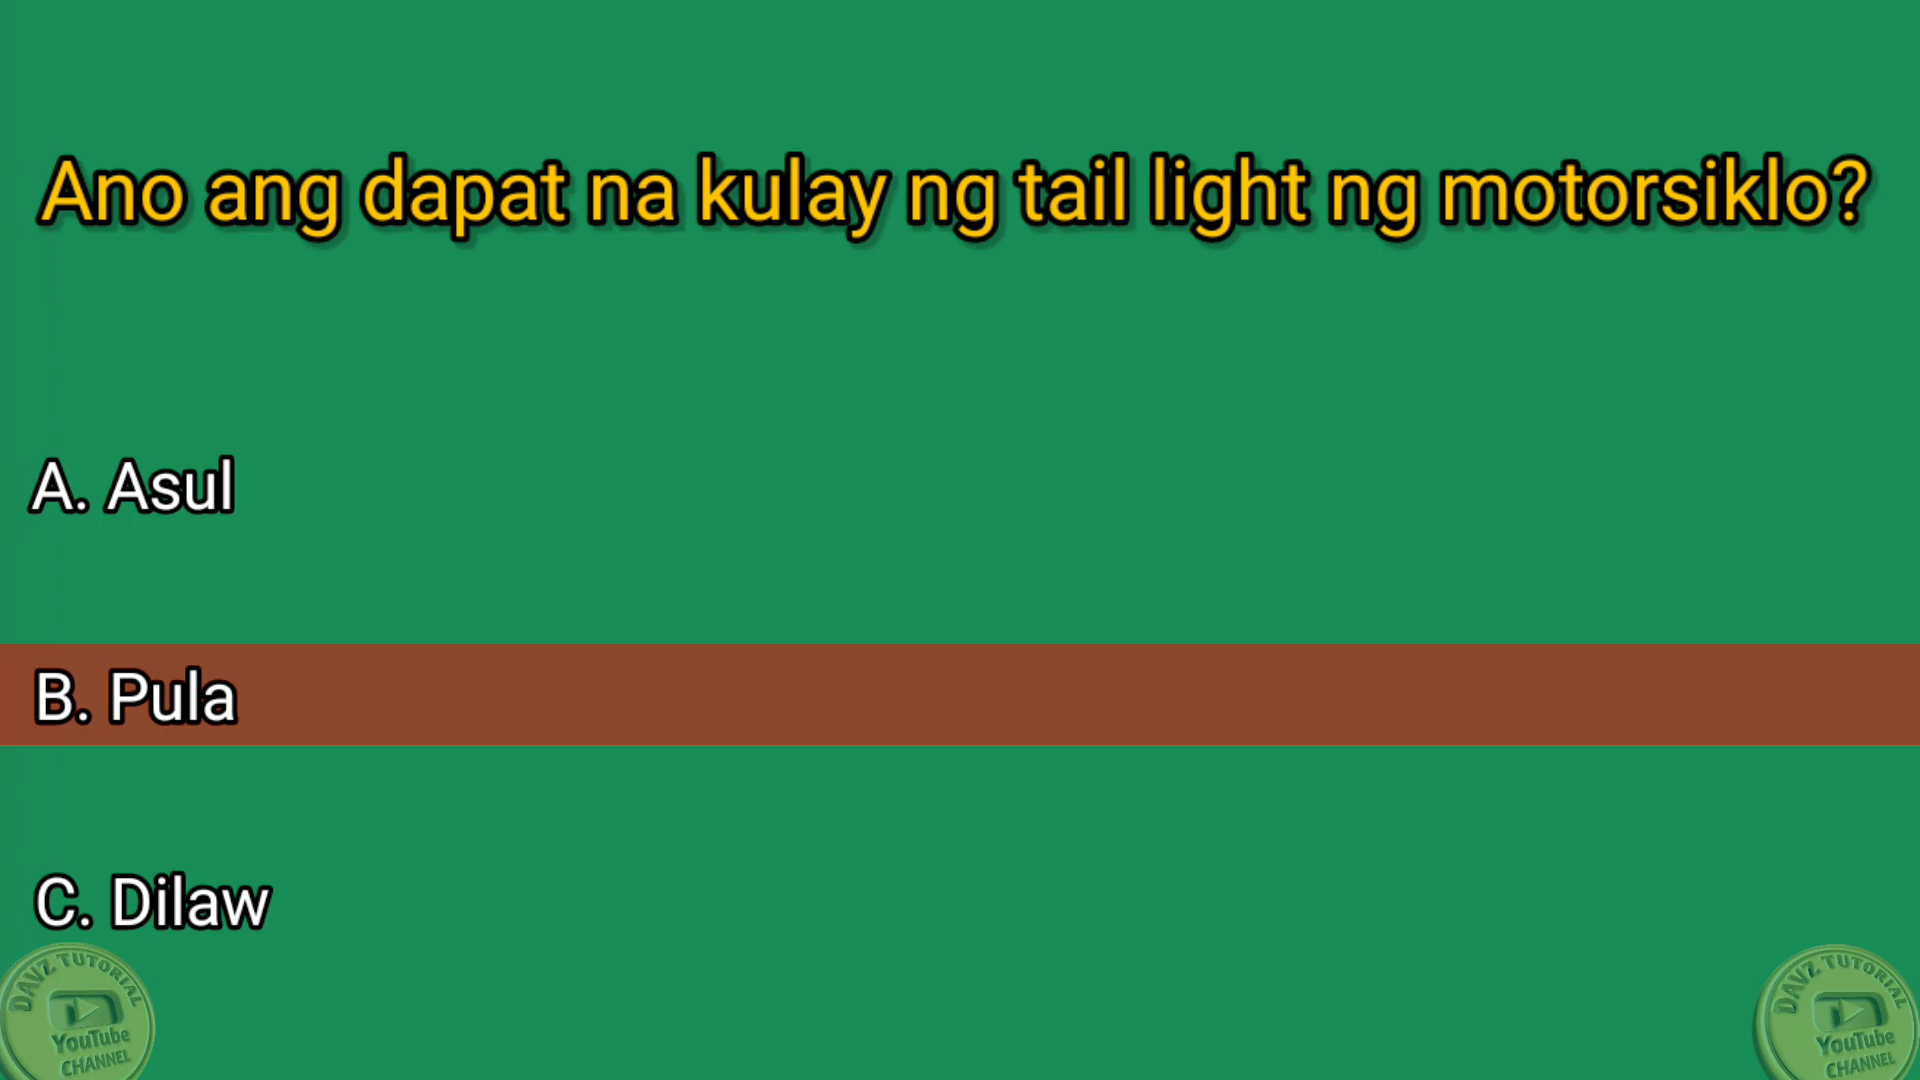 Ano ang dapat na kulay ng tail light ng motorsiklo?
A. Asul
B. Pula
C. Dilaw
DAVZ TUTORIAL
YouTube
CHANNEL
DAVZ TUTORIAL
YouTube
CHANNEL